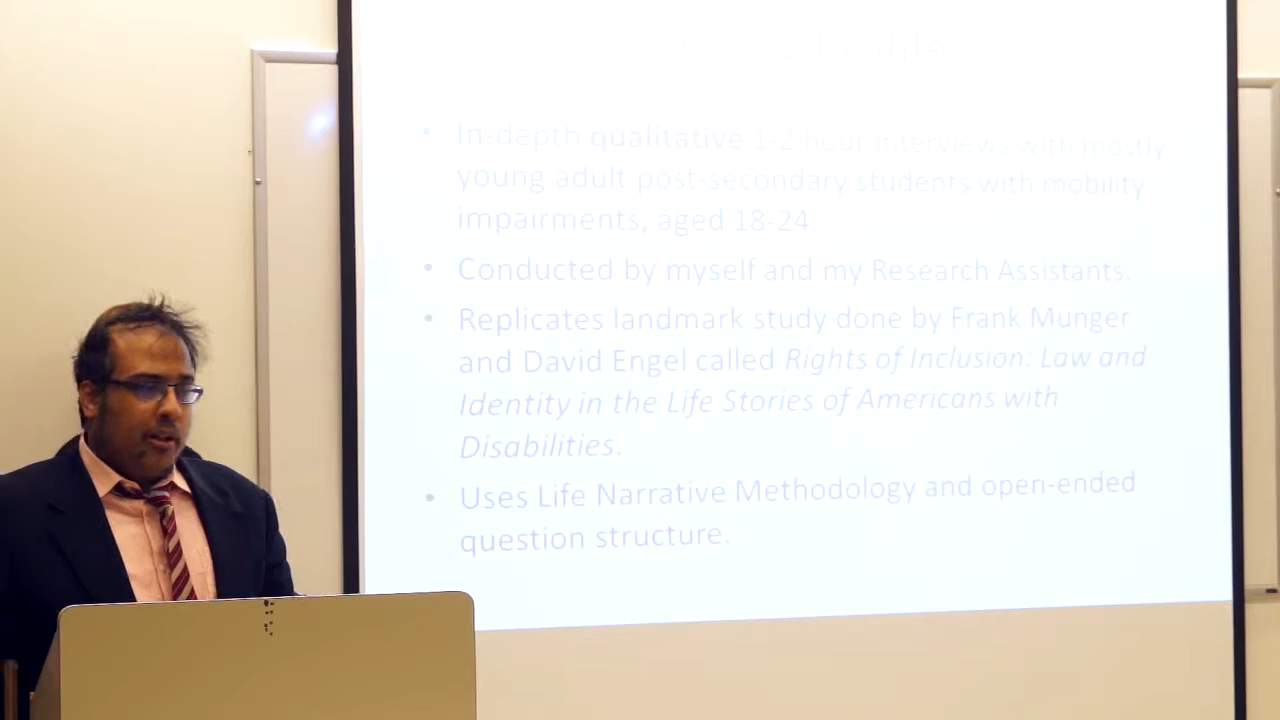 • In-depth qualitative 1-2 hour interviews with mostly
young adult post-secondary students with mobility
impairments, aged 18-24.
• Conducted by myself and my Research Assistants.
• Replicates landmark study done by Frank Munger
and David Engel called Rights of Inclusion: Law and
Identity in the Life Stories of Americans with
Disabilities.
• Uses Life Narrative Methodology and open-ended
question structure.